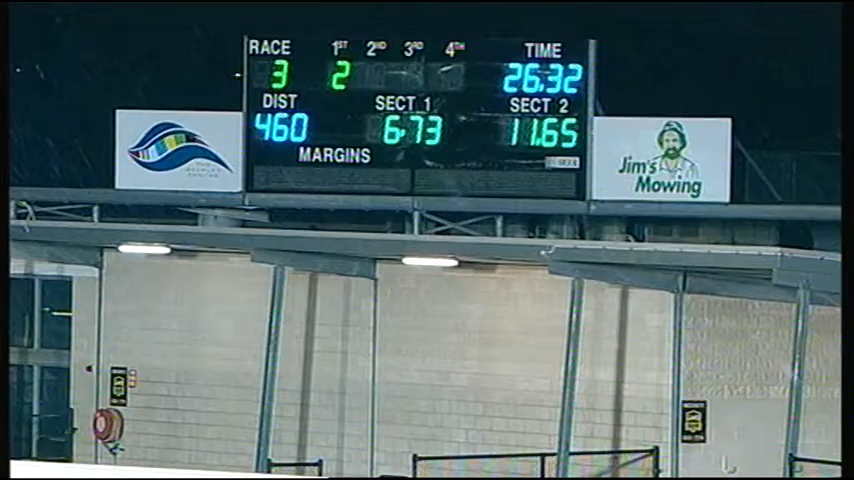 RACE 1ST 2ND 3RD 4TH TIME
3 2 26.32
DIST SECT 1 SECT 2
460 6.73 11.65
MARGINS
Jim's
Mowing